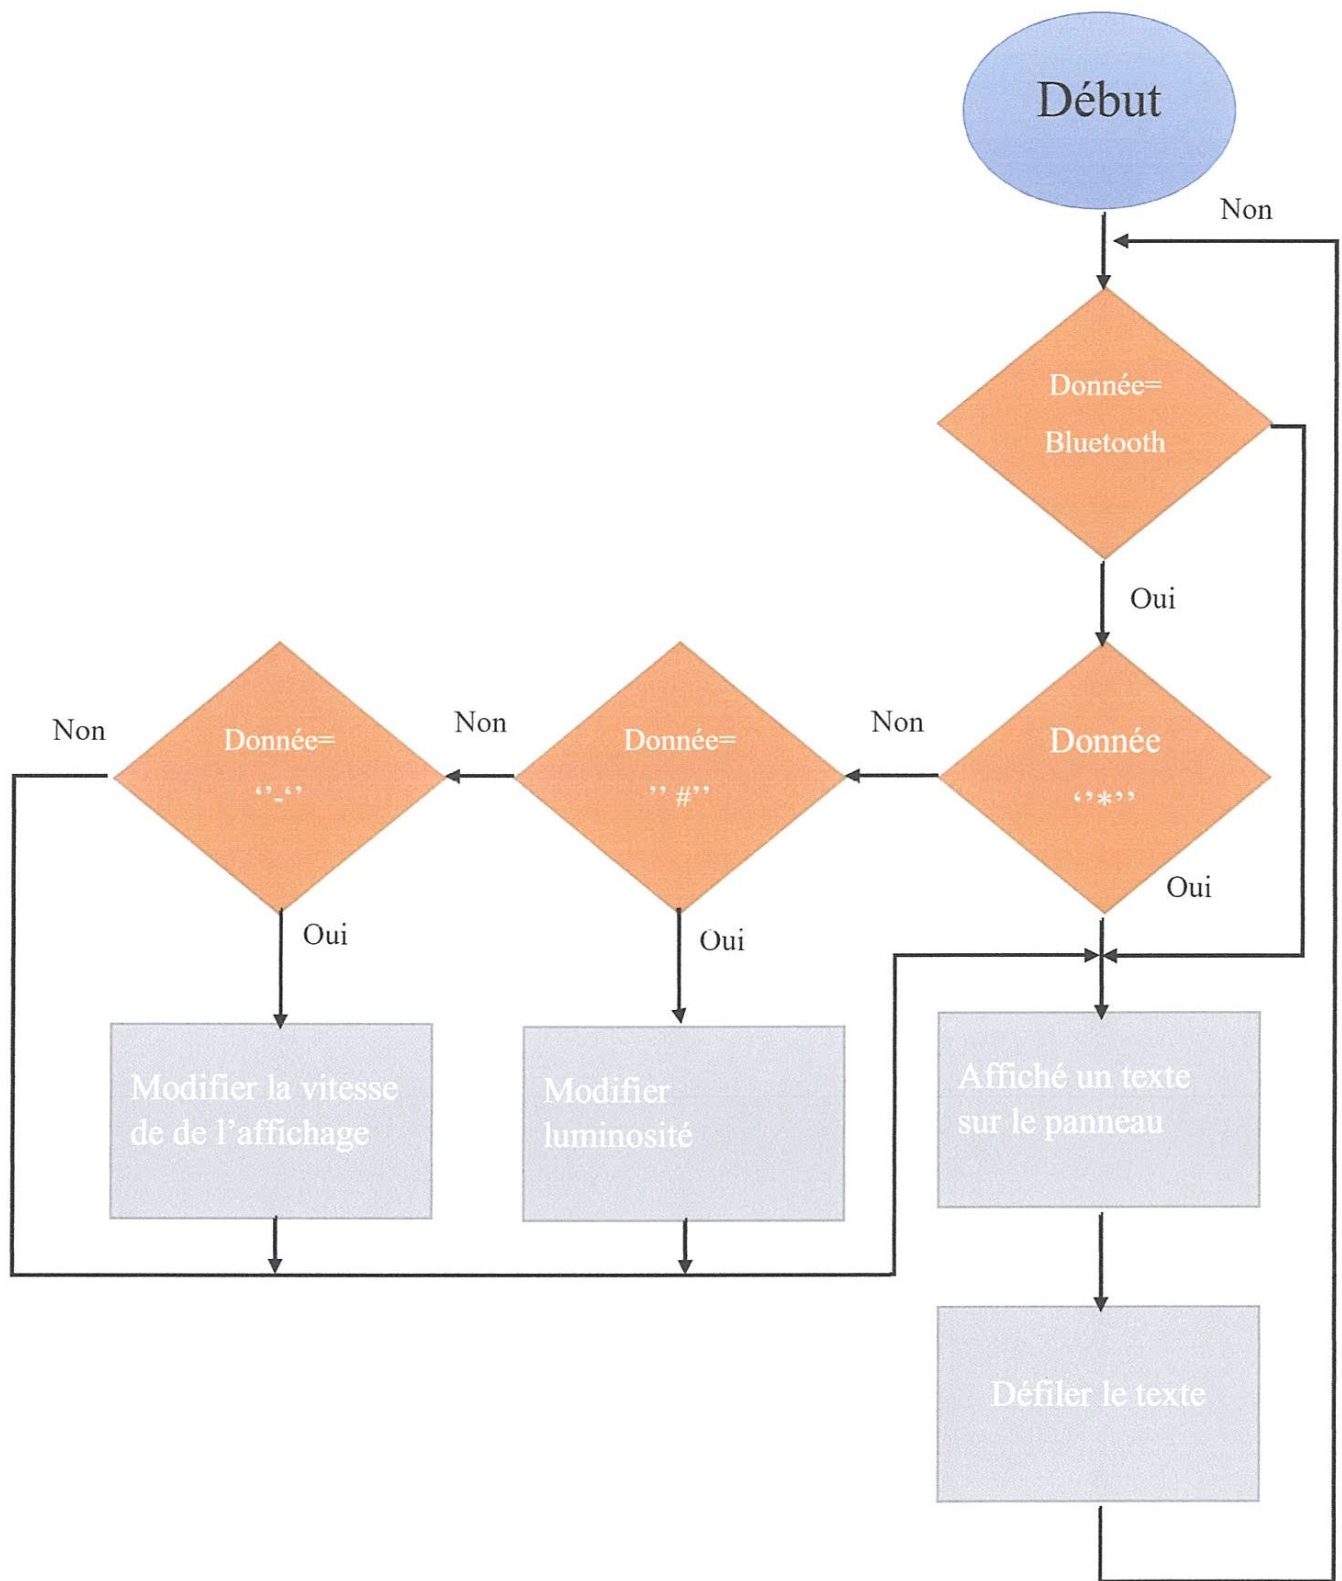 Début
Non
Donnée=
Bluetooth
Oui
Non
Donnée=
‘’-‘’
Non
Donnée=
’’ #’’
Non
Donnée
‘’*’’
Oui
Oui
Oui
Modifier la vitesse
de de l’affichage
Modifier
luminosité
Affiché un texte
sur le panneau
Défiler le texte